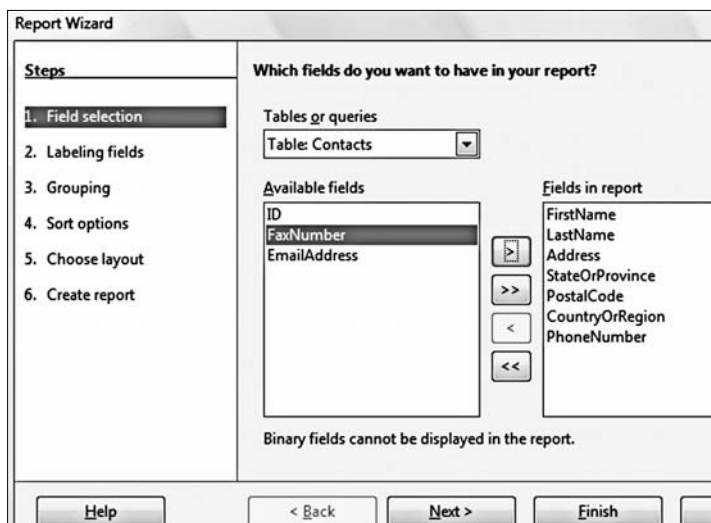 Report Wizard
Steps
1. Field selection
2. Labeling fields
3. Grouping
4. Sort options
5. Choose layout
6. Create report
Which fields do you want to have in your report?
Tables or queries
Table: Contacts
Available fields
ID
FaxNumber
EmailAddress
>
>>
<
<<
Fields in report
FirstName
LastName
Address
StateOrProvince
PostalCode
CountryOrRegion
PhoneNumber
Binary fields cannot be displayed in the report.
Help
< Back
Next >
Finish